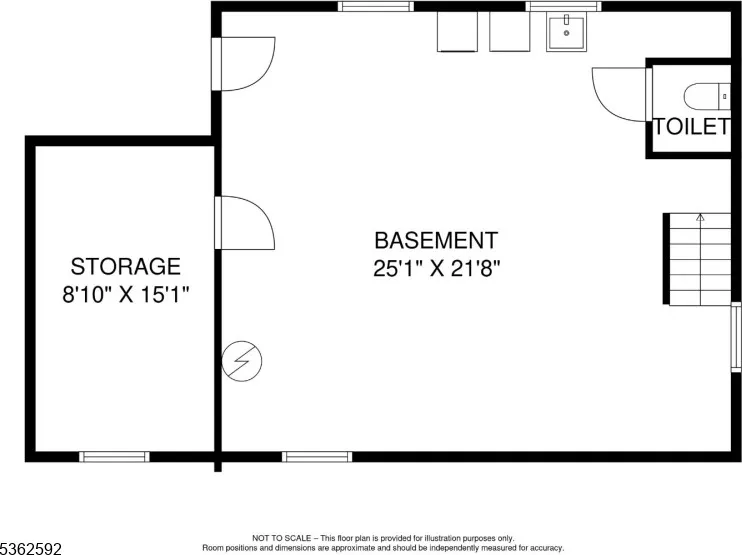 TOILET
BASEMENT
25'1" X 21'8"
STORAGE
8'10" X 15'1"
NOT TO SCALE – This floor plan is provided for illustration purposes only.
Room positions and dimensions are approximate and should be independently measured for accuracy.
5362592